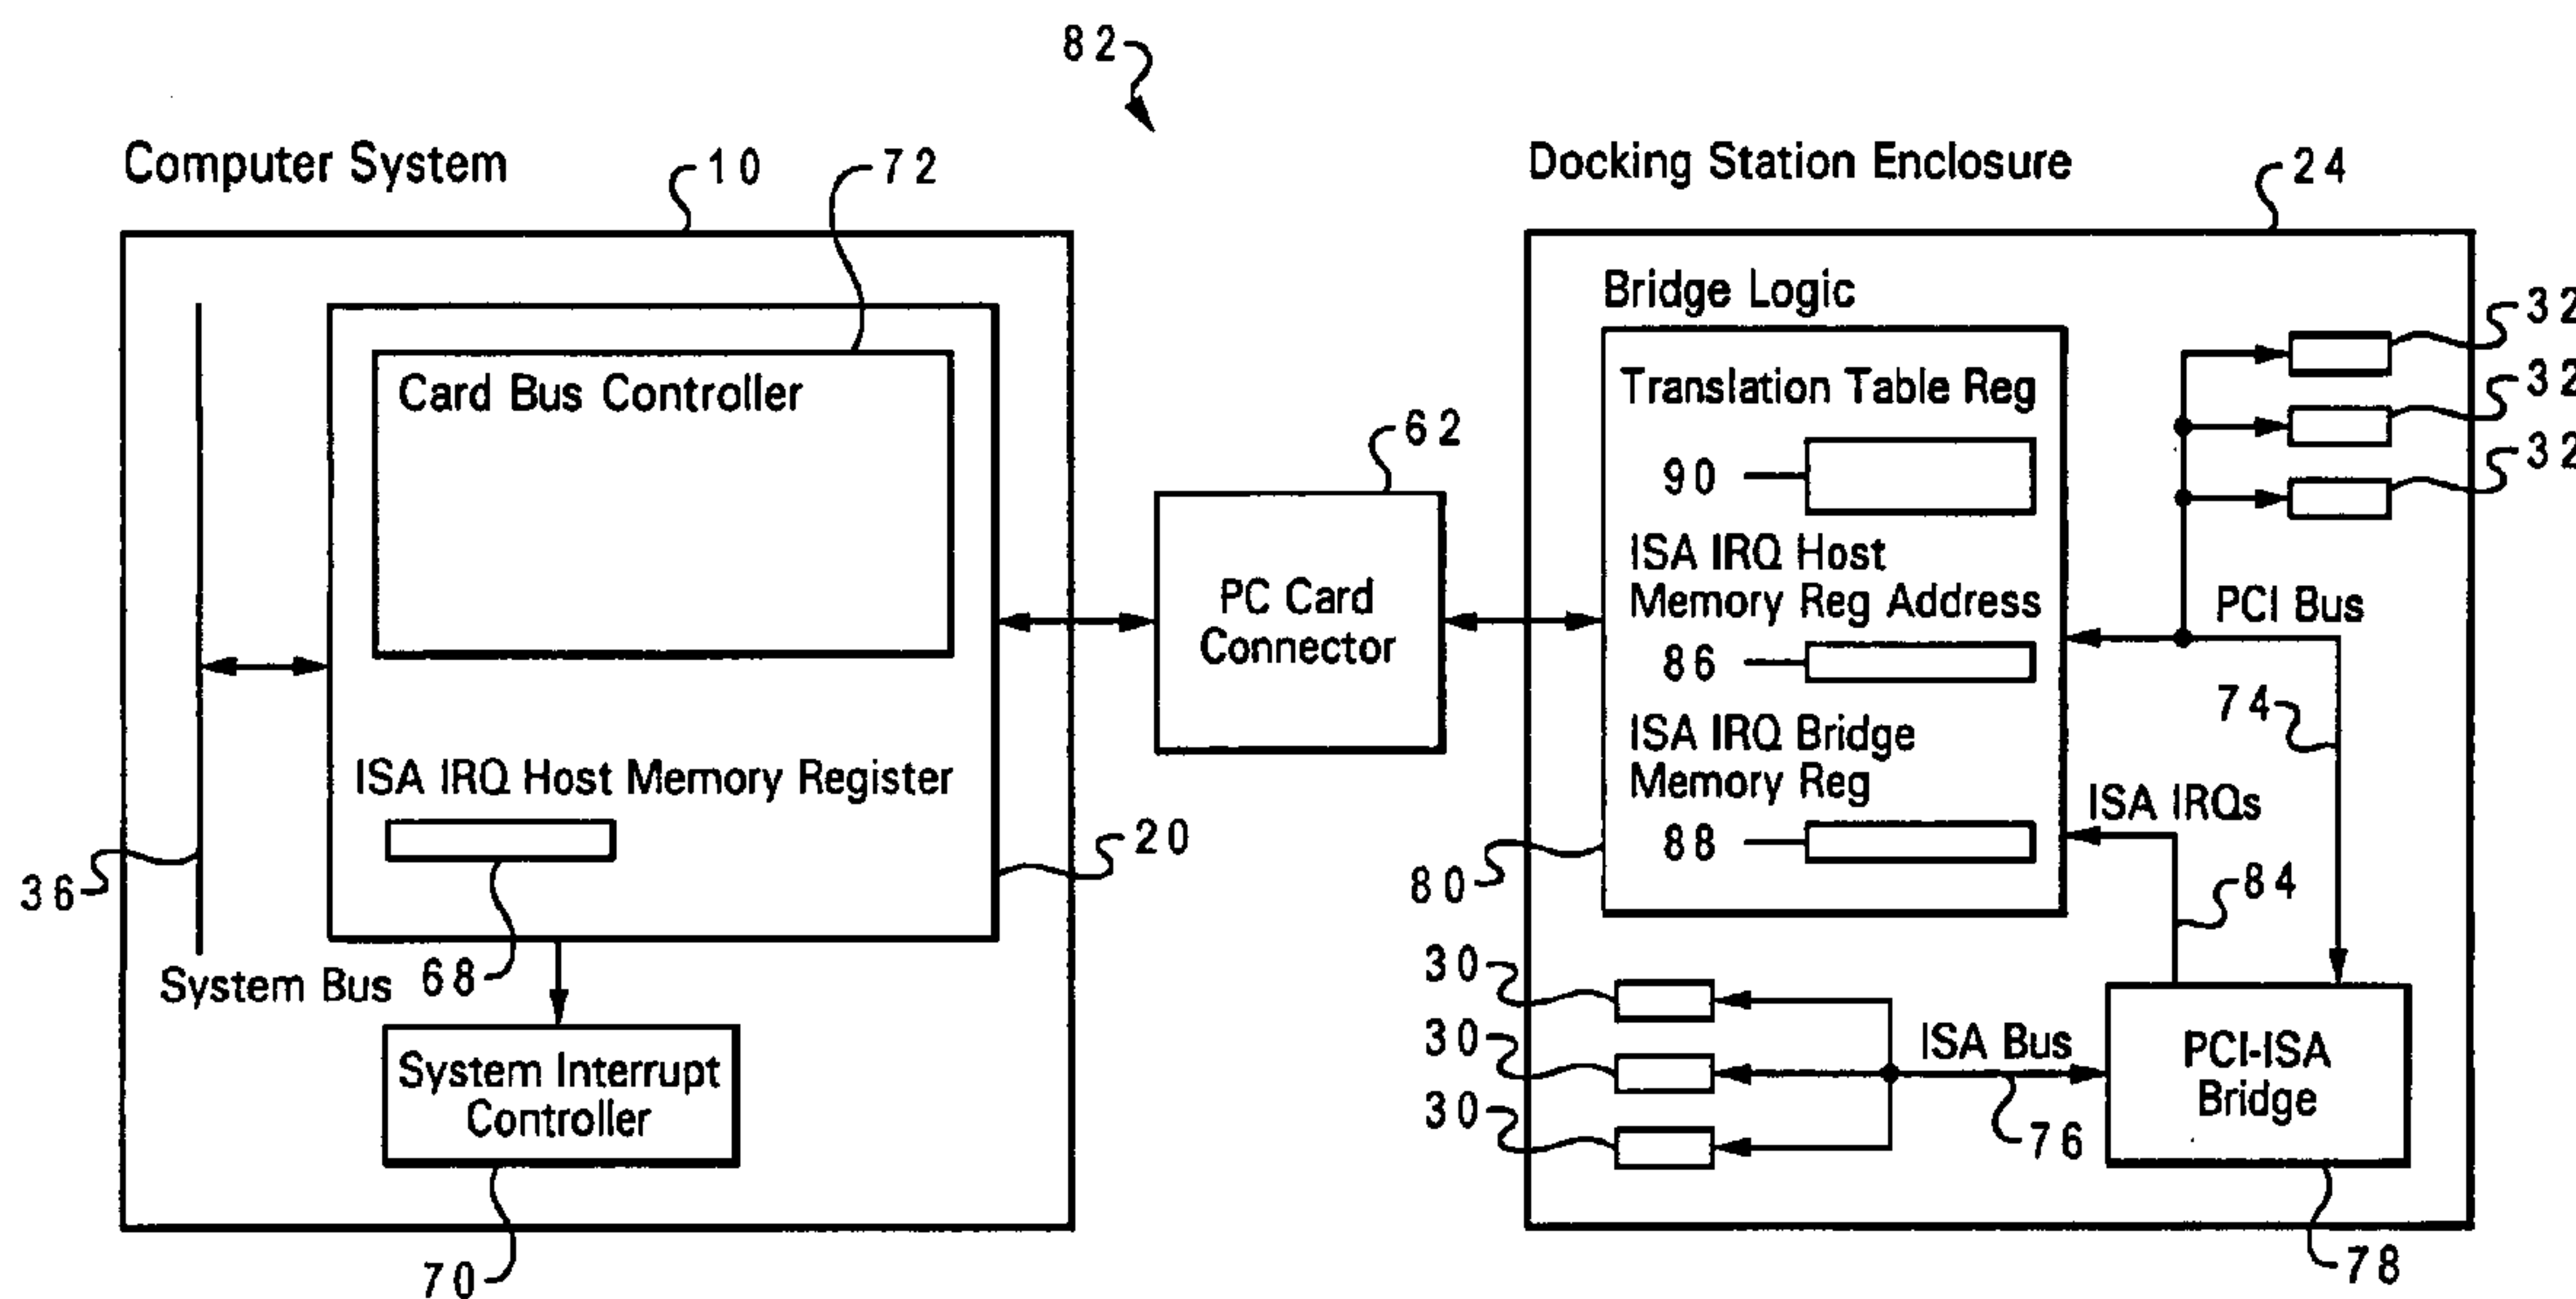 82
Computer System
10
72
Docking Station Enclosure
24
Card Bus Controller
ISA IRQ Host Memory Register
68
20
36
System Bus
System Interrupt
Controller
70
62
PC Card
Connector
Bridge Logic
Translation Table Reg
90
ISA IRQ Host
Memory Reg Address
86
ISA IRQ Bridge
Memory Reg
88
80
32
32
32
PCI Bus
74
ISA IRQs
84
30
30
30
ISA Bus
76
PCI-ISA
Bridge
78